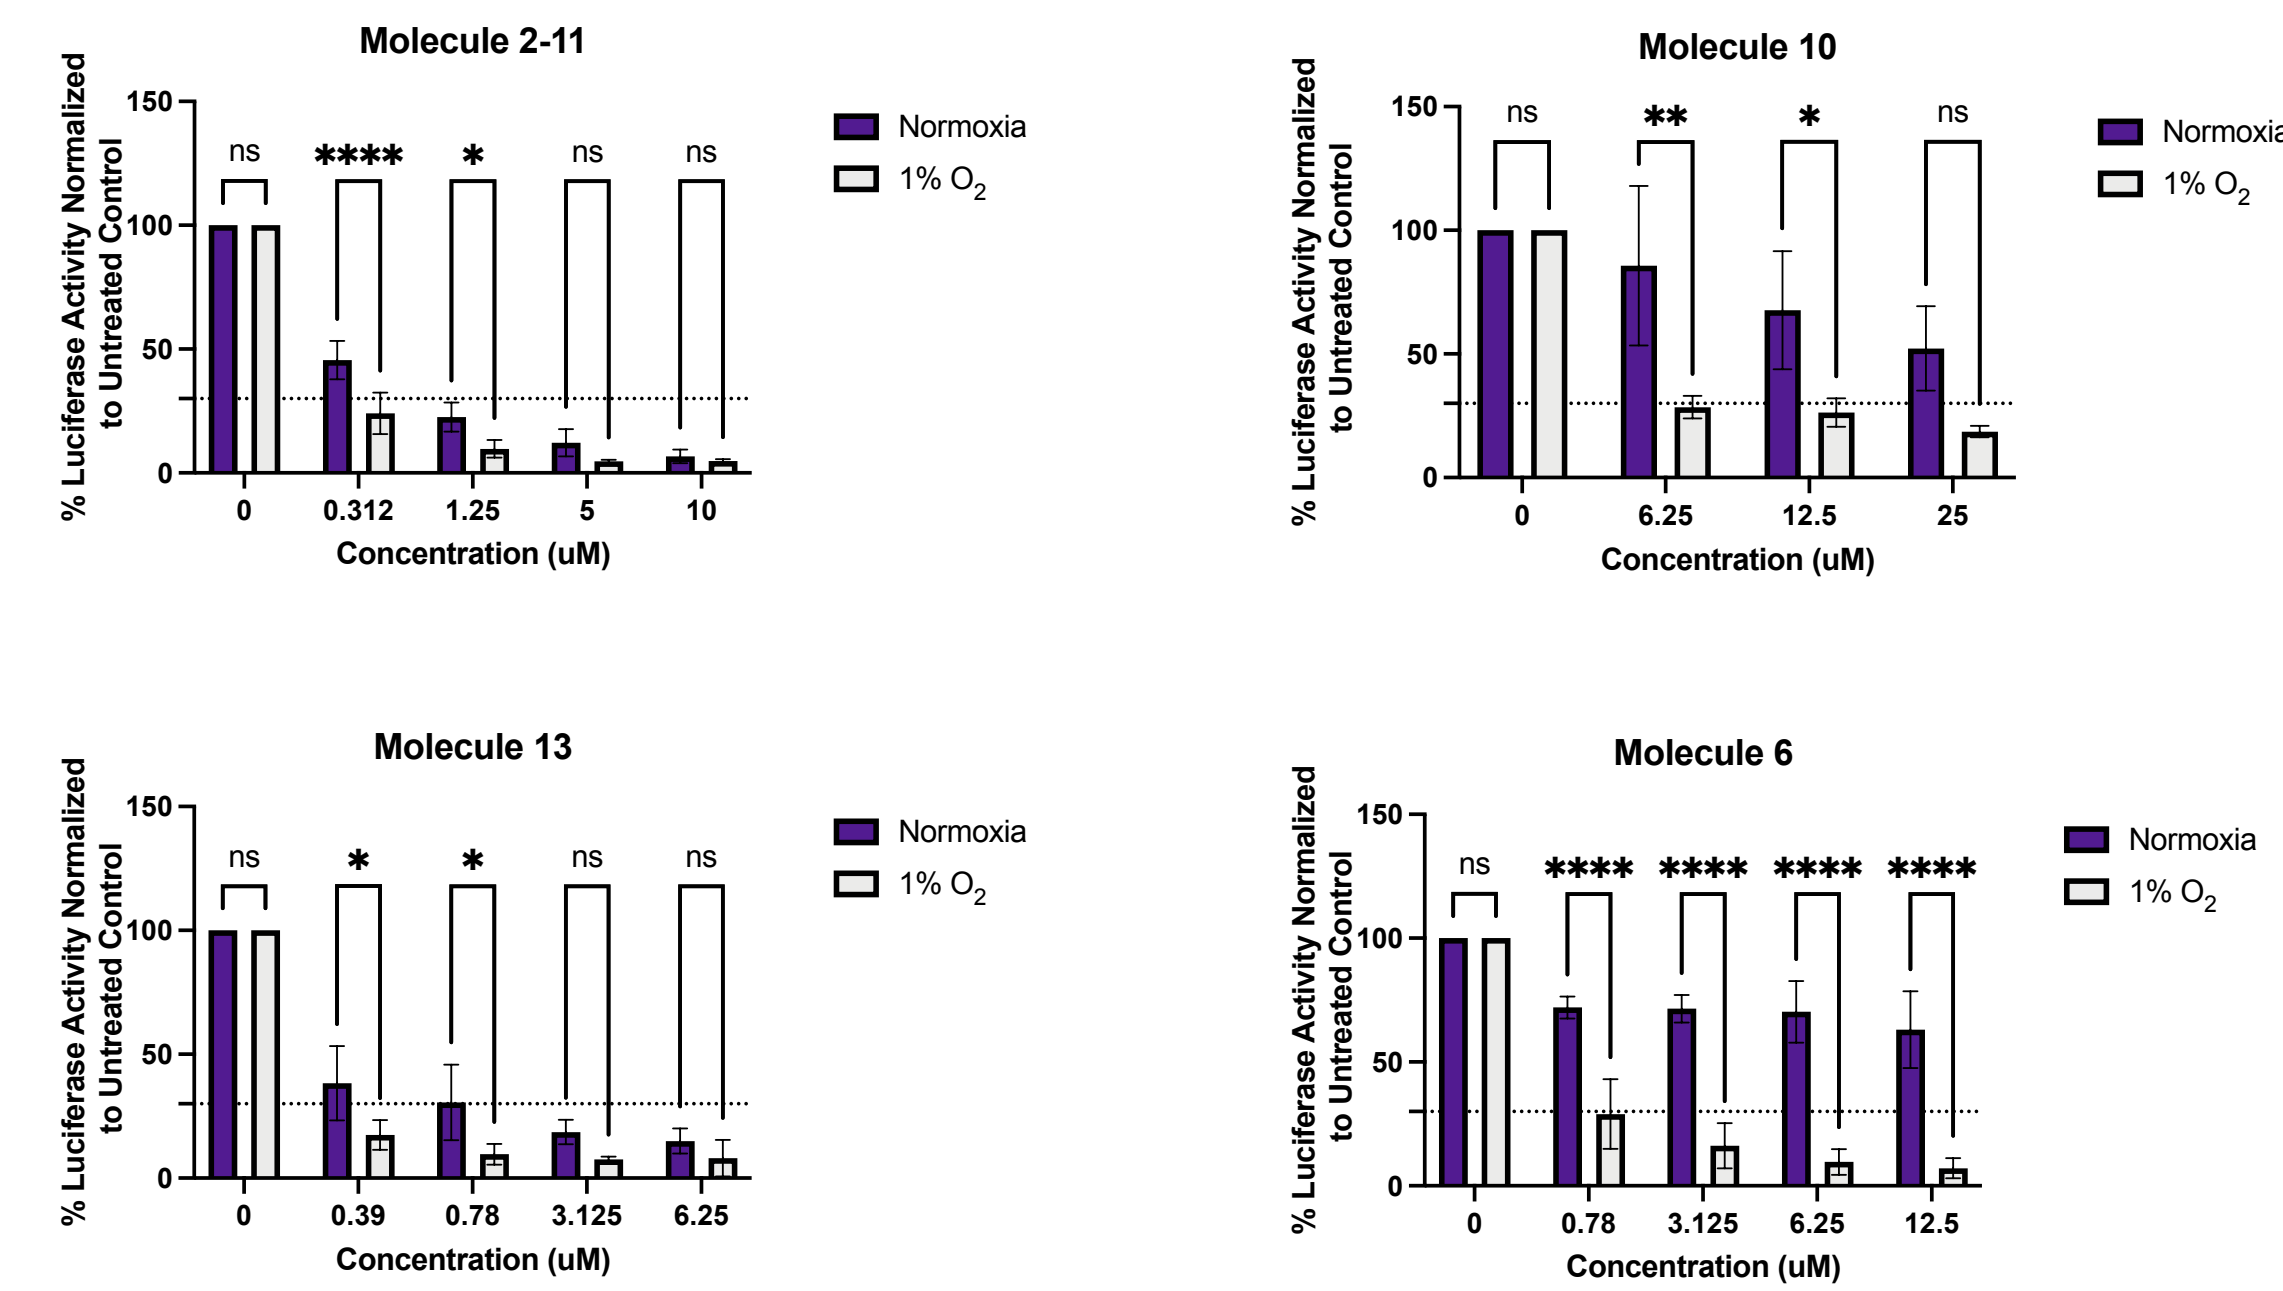 Molecule 2-11
% Luciferase Activity Normalized
to Untreated Control
150
100
50
0
ns
****
*
ns
ns
0 0.312 1.25 5 10
Concentration (uM)
Normoxia
1% O2
Molecule 10
% Luciferase Activity Normalized
to Untreated Control
150
100
50
0
ns
**
*
ns
0 6.25 12.5 25
Concentration (uM)
Normoxia
1% O2
Molecule 13
% Luciferase Activity Normalized
to Untreated Control
150
100
50
0
ns
*
*
ns
ns
0 0.39 0.78 3.125 6.25
Concentration (uM)
Normoxia
1% O2
Molecule 6
% Luciferase Activity Normalized
to Untreated Control
150
100
50
0
ns
****
****
****
****
0 0.78 3.125 6.25 12.5
Concentration (uM)
Normoxia
1% O2